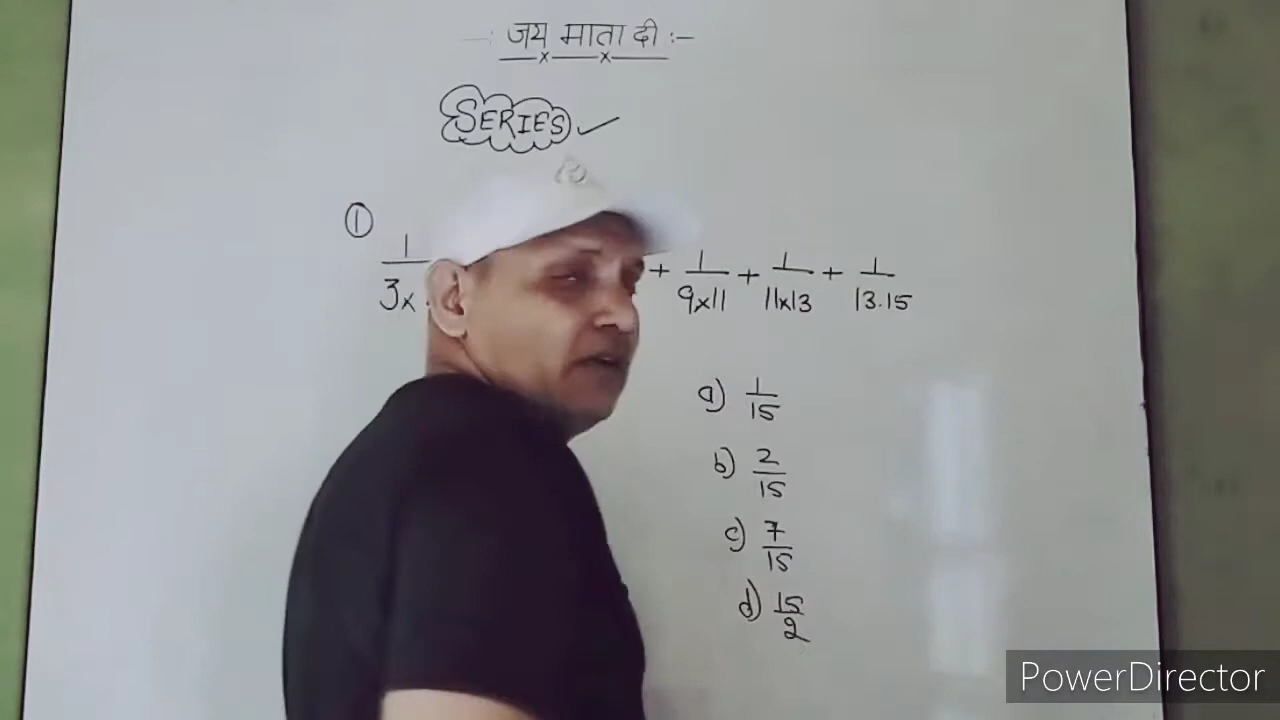 :- जय माता दी :-
SERIES ✓
①
1/3x + 1/9x11 + 1/11x13 + 1/13.15
a) 1/15
b) 2/15
c) 7/15
d) 15/2
PowerDirector